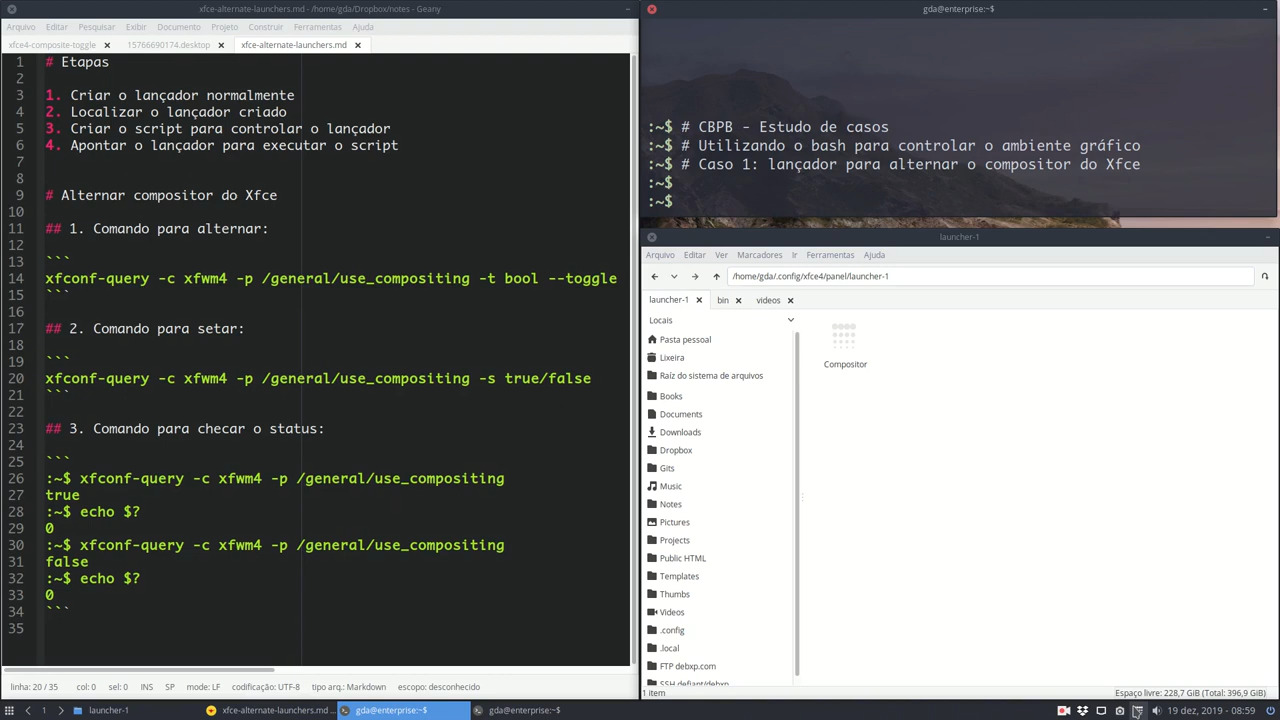 xfce-alternate-launchers.md - /home/gda/Dropbox/notes - Geany
Arquivo Editar Pesquisar Exibir Documento Projeto Construir Ferramentas Ajuda
xfce4-composite-toggle 15766690174.desktop xfce-alternate-launchers.md
1 # Etapas
2
3 1. Criar o lançador normalmente
4 2. Localizar o lançador criado
5 3. Criar o script para controlar o lançador
6 4. Apontar o lançador para executar o script
7
8
9 # Alternar compositor do Xfce
10
11 ## 1. Comando para alternar:
12
13 ```
14 xfconf-query -c xfwm4 -p /general/use_compositing -t bool --toggle
15 ```
16
17 ## 2. Comando para setar:
18
19 ```
20 xfconf-query -c xfwm4 -p /general/use_compositing -s true/false
21 ```
22
23 ## 3. Comando para checar o status:
24
25 ```
26 :~$ xfconf-query -c xfwm4 -p /general/use_compositing
27 true
28 :~$ echo $?
29 0
30 :~$ xfconf-query -c xfwm4 -p /general/use_compositing
31 false
32 :~$ echo $?
33 0
34 ```
35
linha: 20 / 35 col: 0 sel: 0 INS SP mode: LF codificação: UTF-8 tipo arq.: Markdown escopo: desconhecido
gda@enterprise:~$
:~$ # CBPB - Estudo de casos
:~$ # Utilizando o bash para controlar o ambiente gráfico
:~$ # Caso 1: lançador para alternar o compositor do Xfce
:~$
:~$
launcher-1
Arquivo Editar Ver Marcadores Ir Ferramentas Ajuda
/home/gda/.config/xfce4/panel/launcher-1
launcher-1 bin videos
Locais
Pasta pessoal
Lixeira
Raíz do sistema de arquivos
Books
Documents
Downloads
Dropbox
Gits
Music
Notes
Pictures
Projects
Public HTML
Templates
Thumbs
Videos
.config
.local
FTP debxp.com
SSH defiant/debxp
Compositor
1 item Espaço livre: 228,7 GiB (Total: 396,9 GiB)
1 launcher-1 xfce-alternate-launchers.md ... gda@enterprise:~$ gda@enterprise:~$ 19 dez, 2019 - 08:59